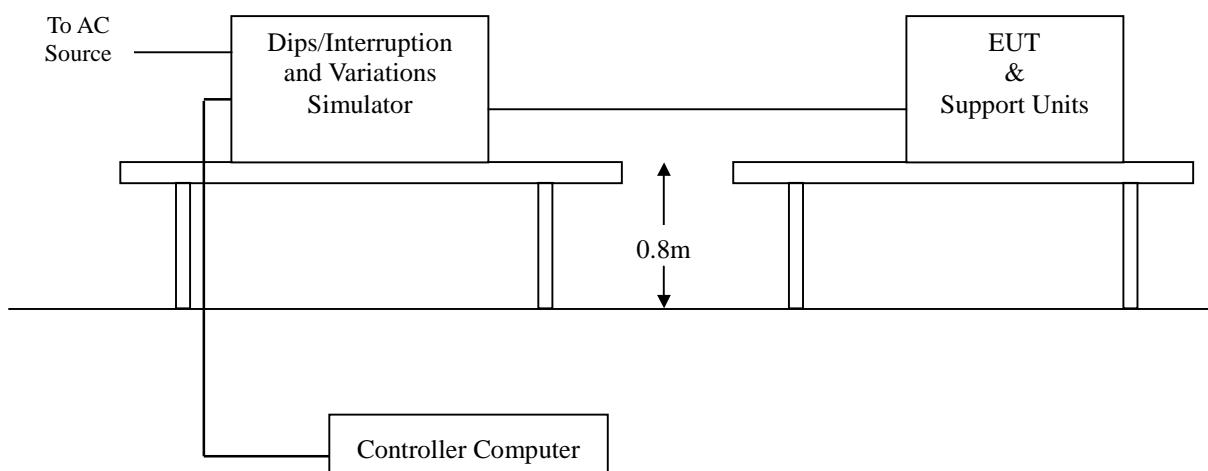 To AC
Source
Dips/Interruption
and Variations
Simulator
EUT
&
Support Units
0.8m
Controller Computer